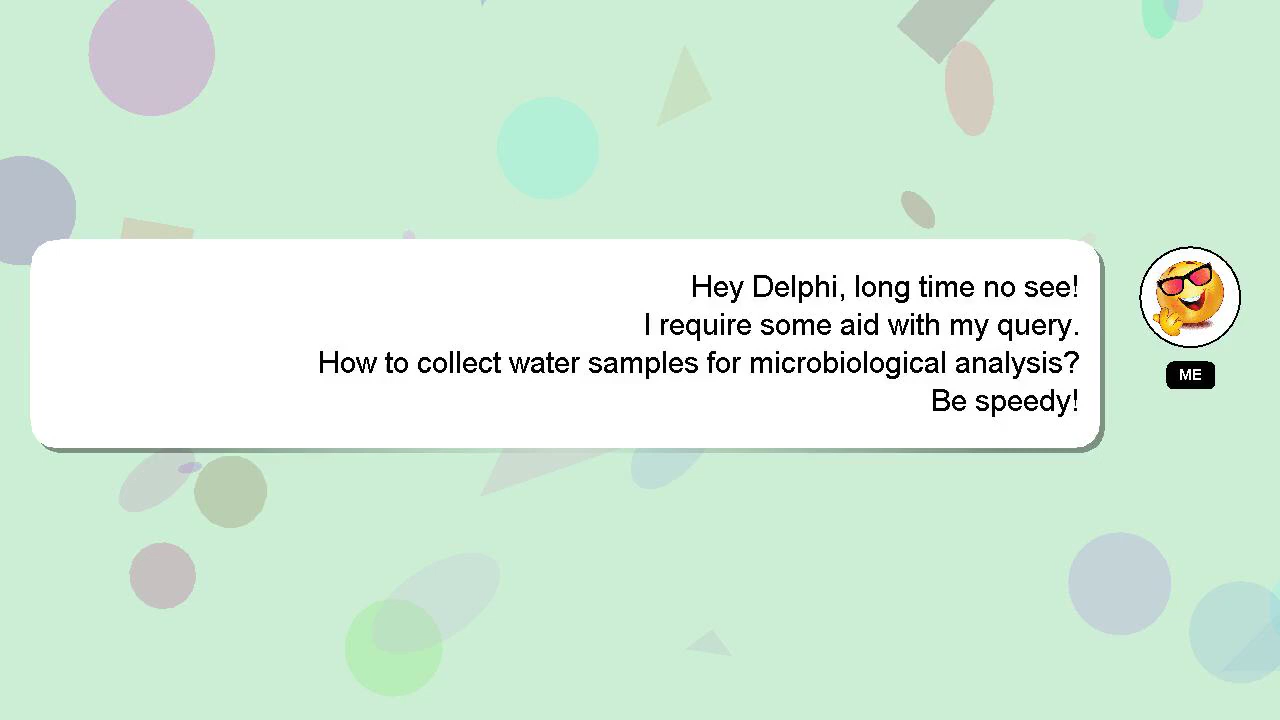 Hey Delphi, long time no see!
I require some aid with my query.
How to collect water samples for microbiological analysis?
Be speedy!
ME